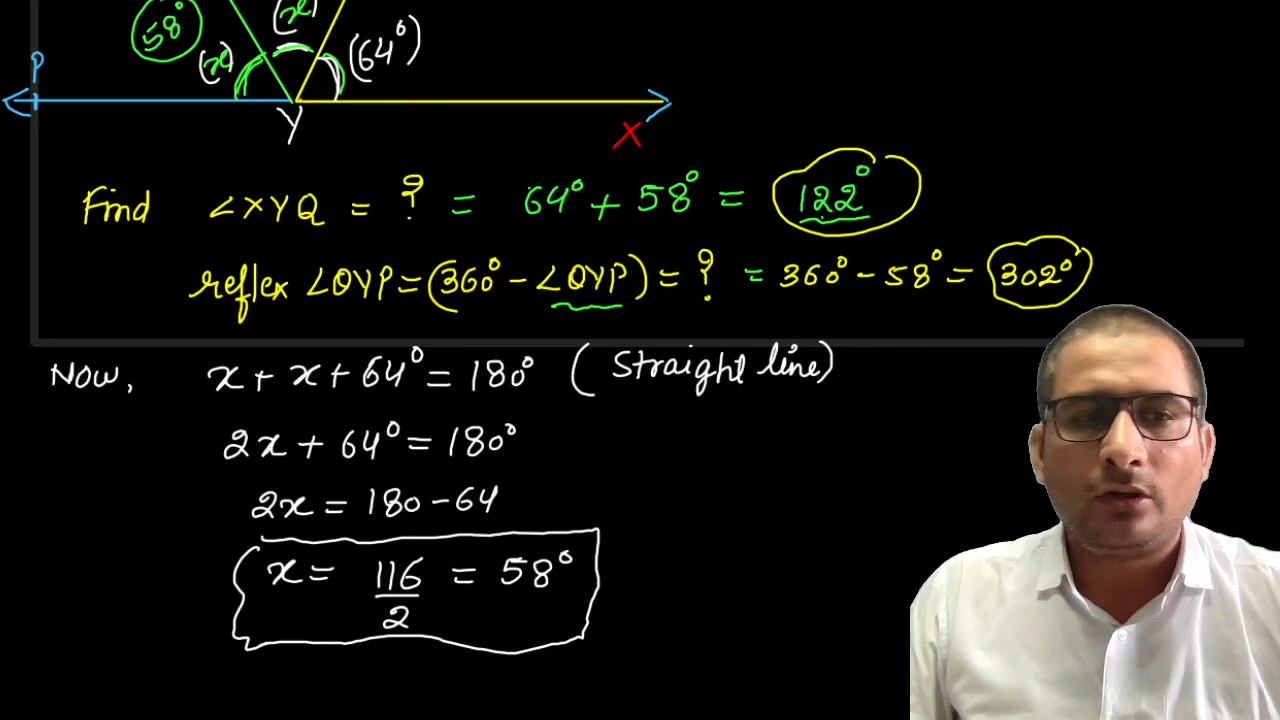 58° (x) (x) (64°)
P
Y X
Find ∠XYQ = ? = 64° + 58° = 122°
reflex ∠QYP = (360° - ∠QYP) = ? = 360° - 58° = 302°
Now, x + x + 64° = 180° (Straight line)
2x + 64° = 180°
2x = 180 - 64
x = 116/2 = 58°